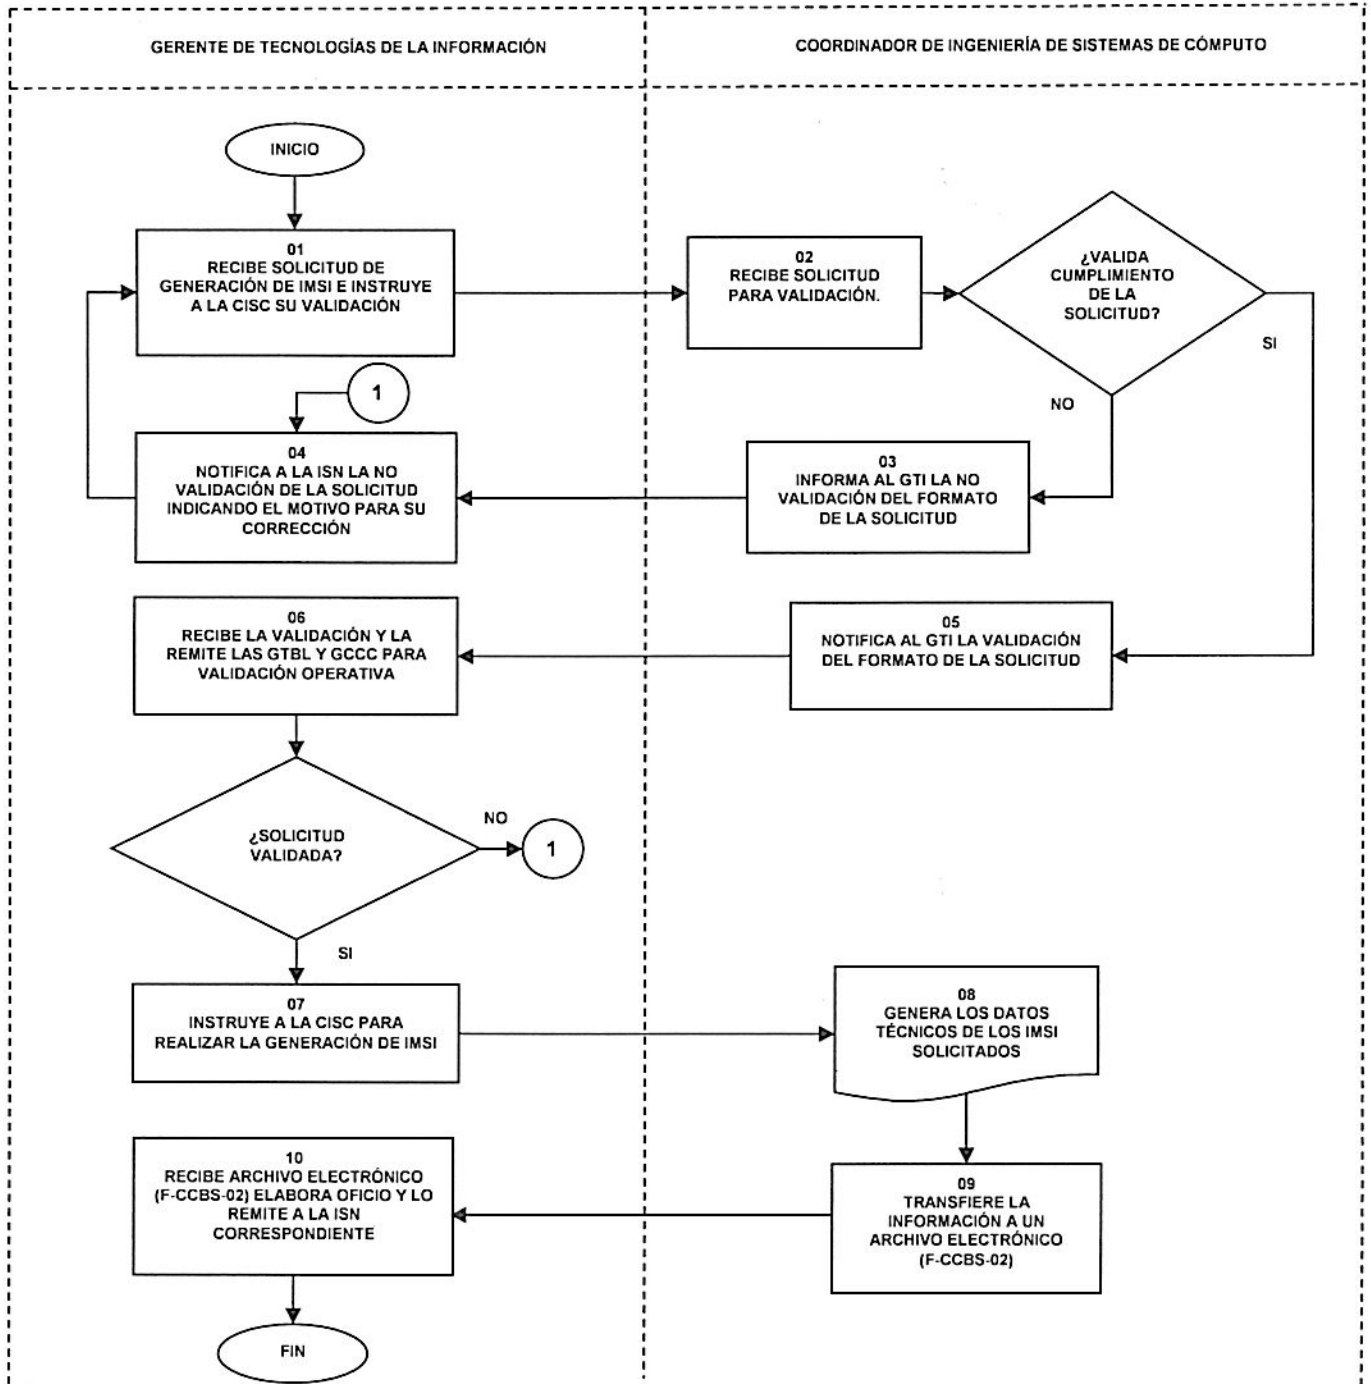 GERENTE DE TECNOLOGÍAS DE LA INFORMACIÓN
COORDINADOR DE INGENIERÍA DE SISTEMAS DE CÓMPUTO
INICIO
01
RECIBE SOLICITUD DE
GENERACIÓN DE IMSI E INSTRUYE
A LA CISC SU VALIDACIÓN
02
RECIBE SOLICITUD
PARA VALIDACIÓN.
¿VALIDA
CUMPLIMIENTO
DE LA
SOLICITUD?
SI
NO
1
04
NOTIFICA A LA ISN LA NO
VALIDACIÓN DE LA SOLICITUD
INDICANDO EL MOTIVO PARA SU
CORRECCIÓN
03
INFORMA AL GTI LA NO
VALIDACIÓN DEL FORMATO
DE LA SOLICITUD
06
RECIBE LA VALIDACIÓN Y LA
REMITE LAS GTBL Y GCCC PARA
VALIDACIÓN OPERATIVA
05
NOTIFICA AL GTI LA VALIDACIÓN
DEL FORMATO DE LA SOLICITUD
¿SOLICITUD
VALIDADA?
NO
1
SI
07
INSTRUYE A LA CISC PARA
REALIZAR LA GENERACIÓN DE IMSI
08
GENERA LOS DATOS
TÉCNICOS DE LOS IMSI
SOLICITADOS
10
RECIBE ARCHIVO ELECTRÓNICO
(F-CCBS-02) ELABORA OFICIO Y LO
REMITE A LA ISN
CORRESPONDIENTE
09
TRANSFIERE LA
INFORMACIÓN A UN
ARCHIVO ELECTRÓNICO
(F-CCBS-02)
FIN